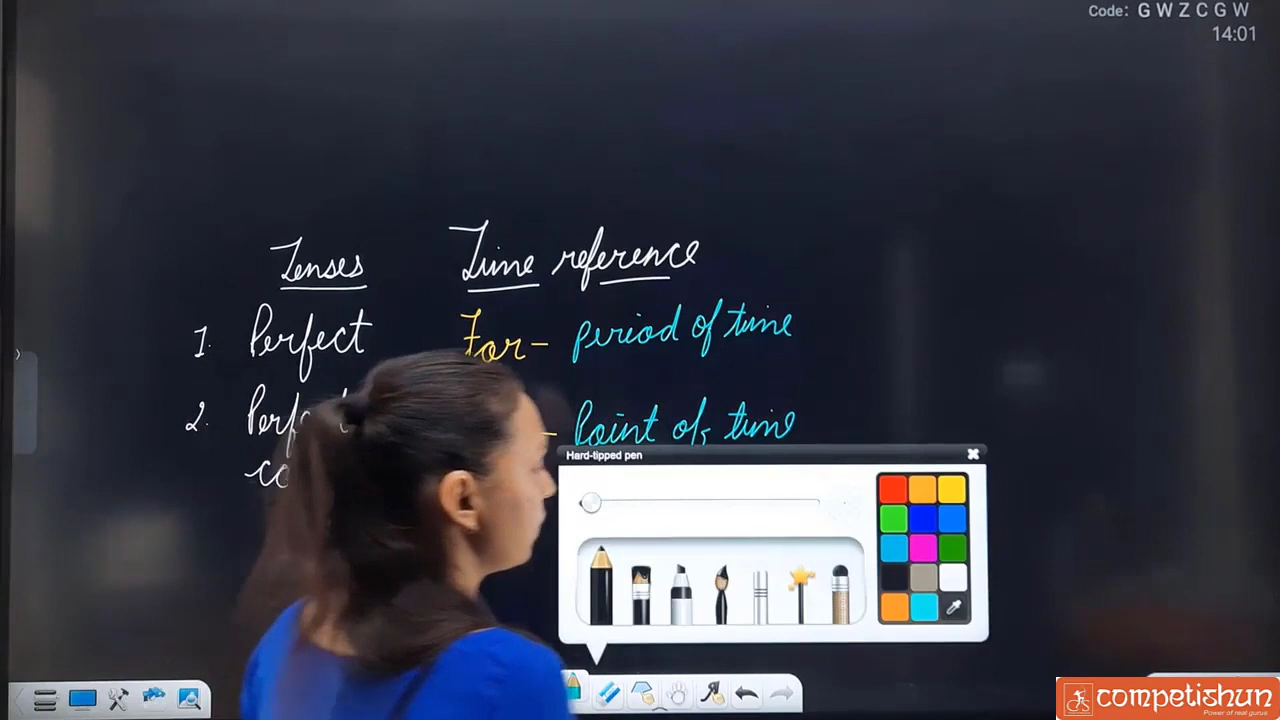 Code: GWZCGW
14:01
Tenses Time reference
1. Perfect For- period of time
2. - Point of time
Hard-tipped pen
competishun
Power of real gurus